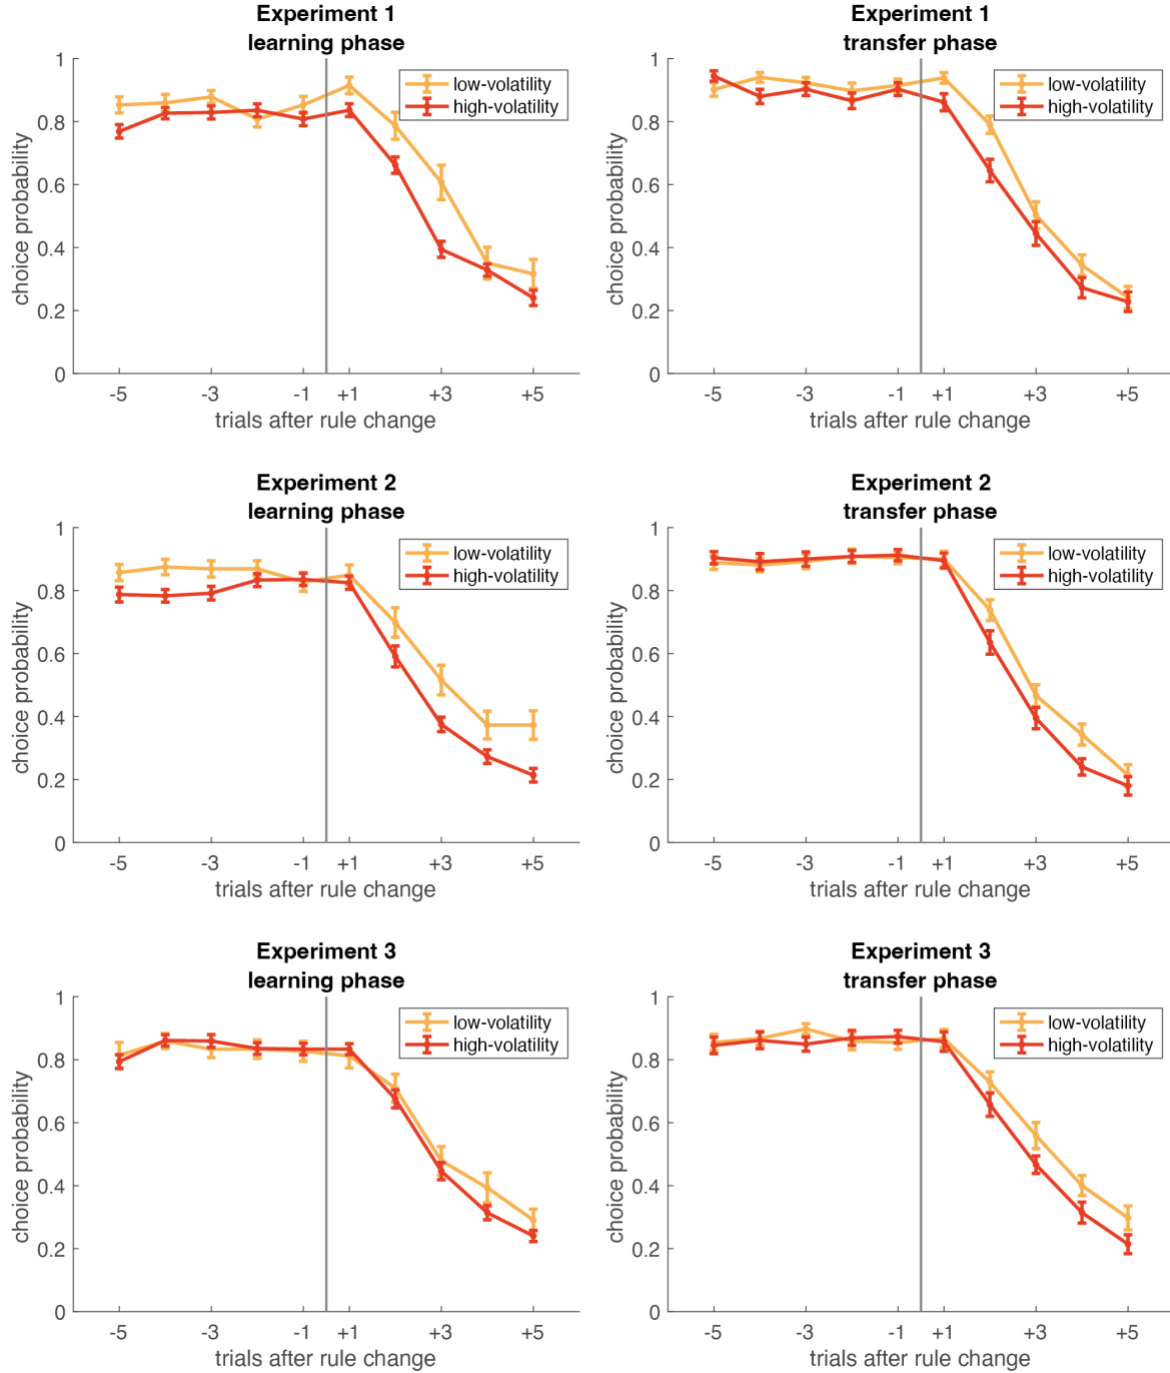 Experiment 1
learning phase
choice probability
1
0.8
0.6
0.4
0.2
0
low-volatility
high-volatility
-5 -3 -1 +1 +3 +5
trials after rule change
Experiment 1
transfer phase
choice probability
1
0.8
0.6
0.4
0.2
0
low-volatility
high-volatility
-5 -3 -1 +1 +3 +5
trials after rule change
Experiment 2
learning phase
choice probability
1
0.8
0.6
0.4
0.2
0
low-volatility
high-volatility
-5 -3 -1 +1 +3 +5
trials after rule change
Experiment 2
transfer phase
choice probability
1
0.8
0.6
0.4
0.2
0
low-volatility
high-volatility
-5 -3 -1 +1 +3 +5
trials after rule change
Experiment 3
learning phase
choice probability
1
0.8
0.6
0.4
0.2
0
low-volatility
high-volatility
-5 -3 -1 +1 +3 +5
trials after rule change
Experiment 3
transfer phase
choice probability
1
0.8
0.6
0.4
0.2
0
low-volatility
high-volatility
-5 -3 -1 +1 +3 +5
trials after rule change